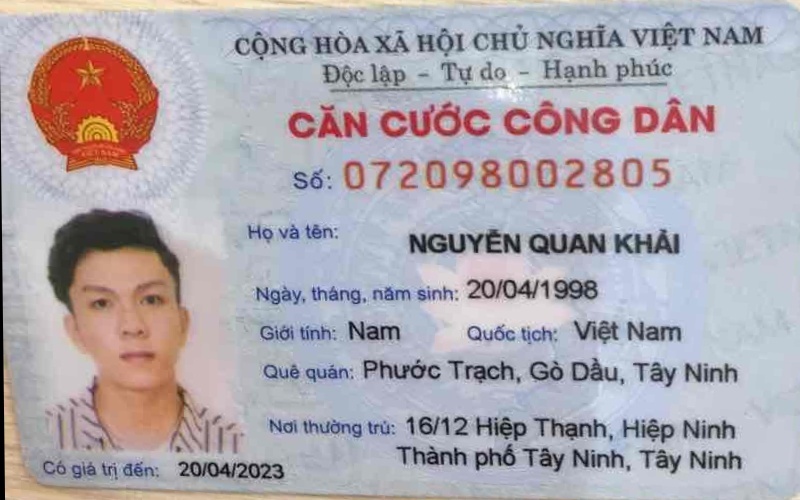 CỘNG HÒA XÃ HỘI CHỦ NGHĨA VIỆT NAM
Độc lập - Tự do - Hạnh phúc
CĂN CƯỚC CÔNG DÂN
Số: 072098002805
Họ và tên: NGUYỄN QUAN KHẢI
Ngày, tháng, năm sinh: 20/04/1998
Giới tính: Nam Quốc tịch: Việt Nam
Quê quán: Phước Trạch, Gò Dầu, Tây Ninh
Nơi thường trú: 16/12 Hiệp Thạnh, Hiệp Ninh
Thành phố Tây Ninh, Tây Ninh
Có giá trị đến: 20/04/2023